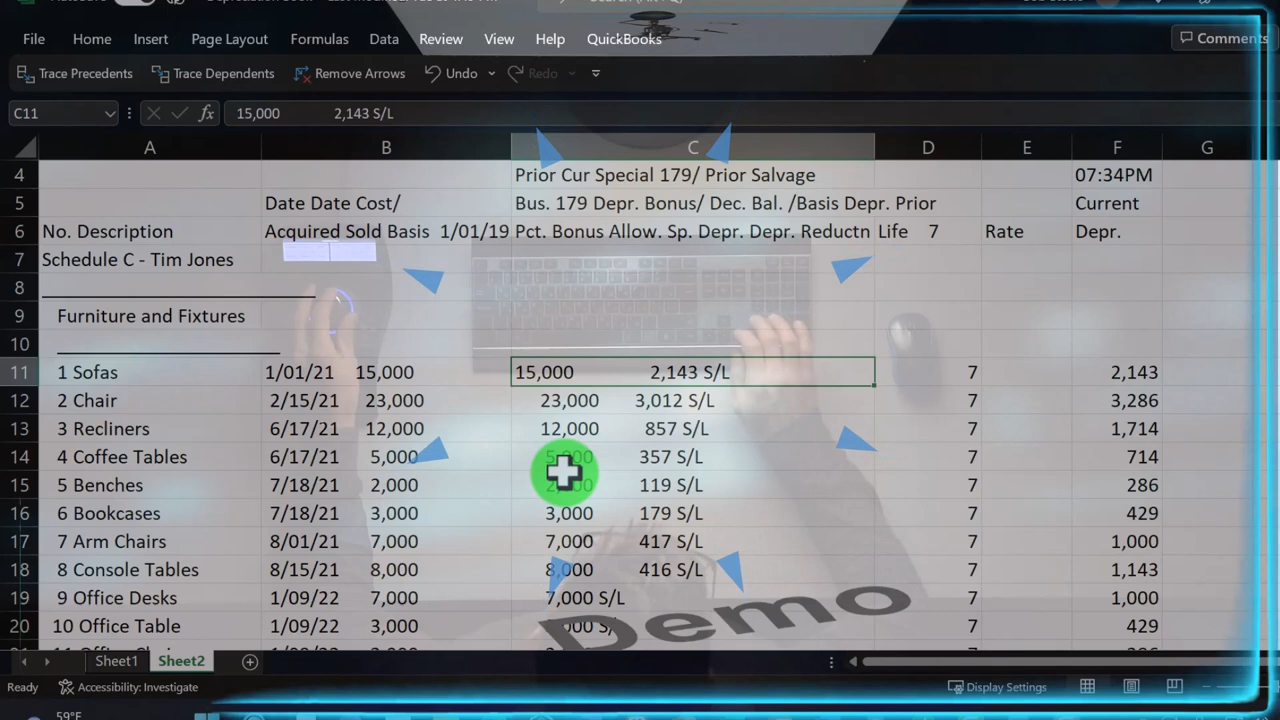 File Home Insert Page Layout Formulas Data Review View Help QuickBooks Comments
Trace Precedents Trace Dependents Remove Arrows Undo Redo
C11 fx 15,000 2,143 S/L
A B C D E F G
4 Prior Cur Special 179/ Prior Salvage 07:34PM
5 Date Date Cost/ Bus. 179 Depr. Bonus/ Dec. Bal. /Basis Depr. Prior Current
6 No. Description Acquired Sold Basis 1/01/19 Pct. Bonus Allow. Sp. Depr. Depr. Reductn Life 7 Rate Depr.
7 Schedule C - Tim Jones
8
9 Furniture and Fixtures
10
11 1 Sofas 1/01/21 15,000 15,000 2,143 S/L 7 2,143
12 2 Chair 2/15/21 23,000 23,000 3,012 S/L 7 3,286
13 3 Recliners 6/17/21 12,000 12,000 857 S/L 7 1,714
14 4 Coffee Tables 6/17/21 5,000 5,000 357 S/L 7 714
15 5 Benches 7/18/21 2,000 119 S/L 7 286
16 6 Bookcases 7/18/21 3,000 3,000 179 S/L 7 429
17 7 Arm Chairs 8/01/21 7,000 7,000 417 S/L 7 1,000
18 8 Console Tables 8/15/21 8,000 8,000 416 S/L 7 1,143
19 9 Office Desks 1/09/22 7,000 7,000 S/L 7 1,000
20 10 Office Table 1/09/22 3,000 7 429
Demo
Sheet1 Sheet2
Ready Accessibility: Investigate Display Settings
59°F